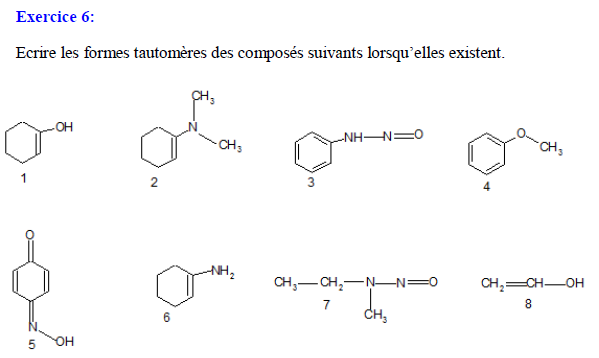 Exercice 6:
Ecrire les formes tautomères des composés suivants lorsqu'elles existent.
OH
1
CH3
N
CH3
2
NH—N=O
3
O
CH3
4
O
N
OH
5
NH2
6
CH3—CH2—N—N=O
CH3
7
CH2=CH—OH
8